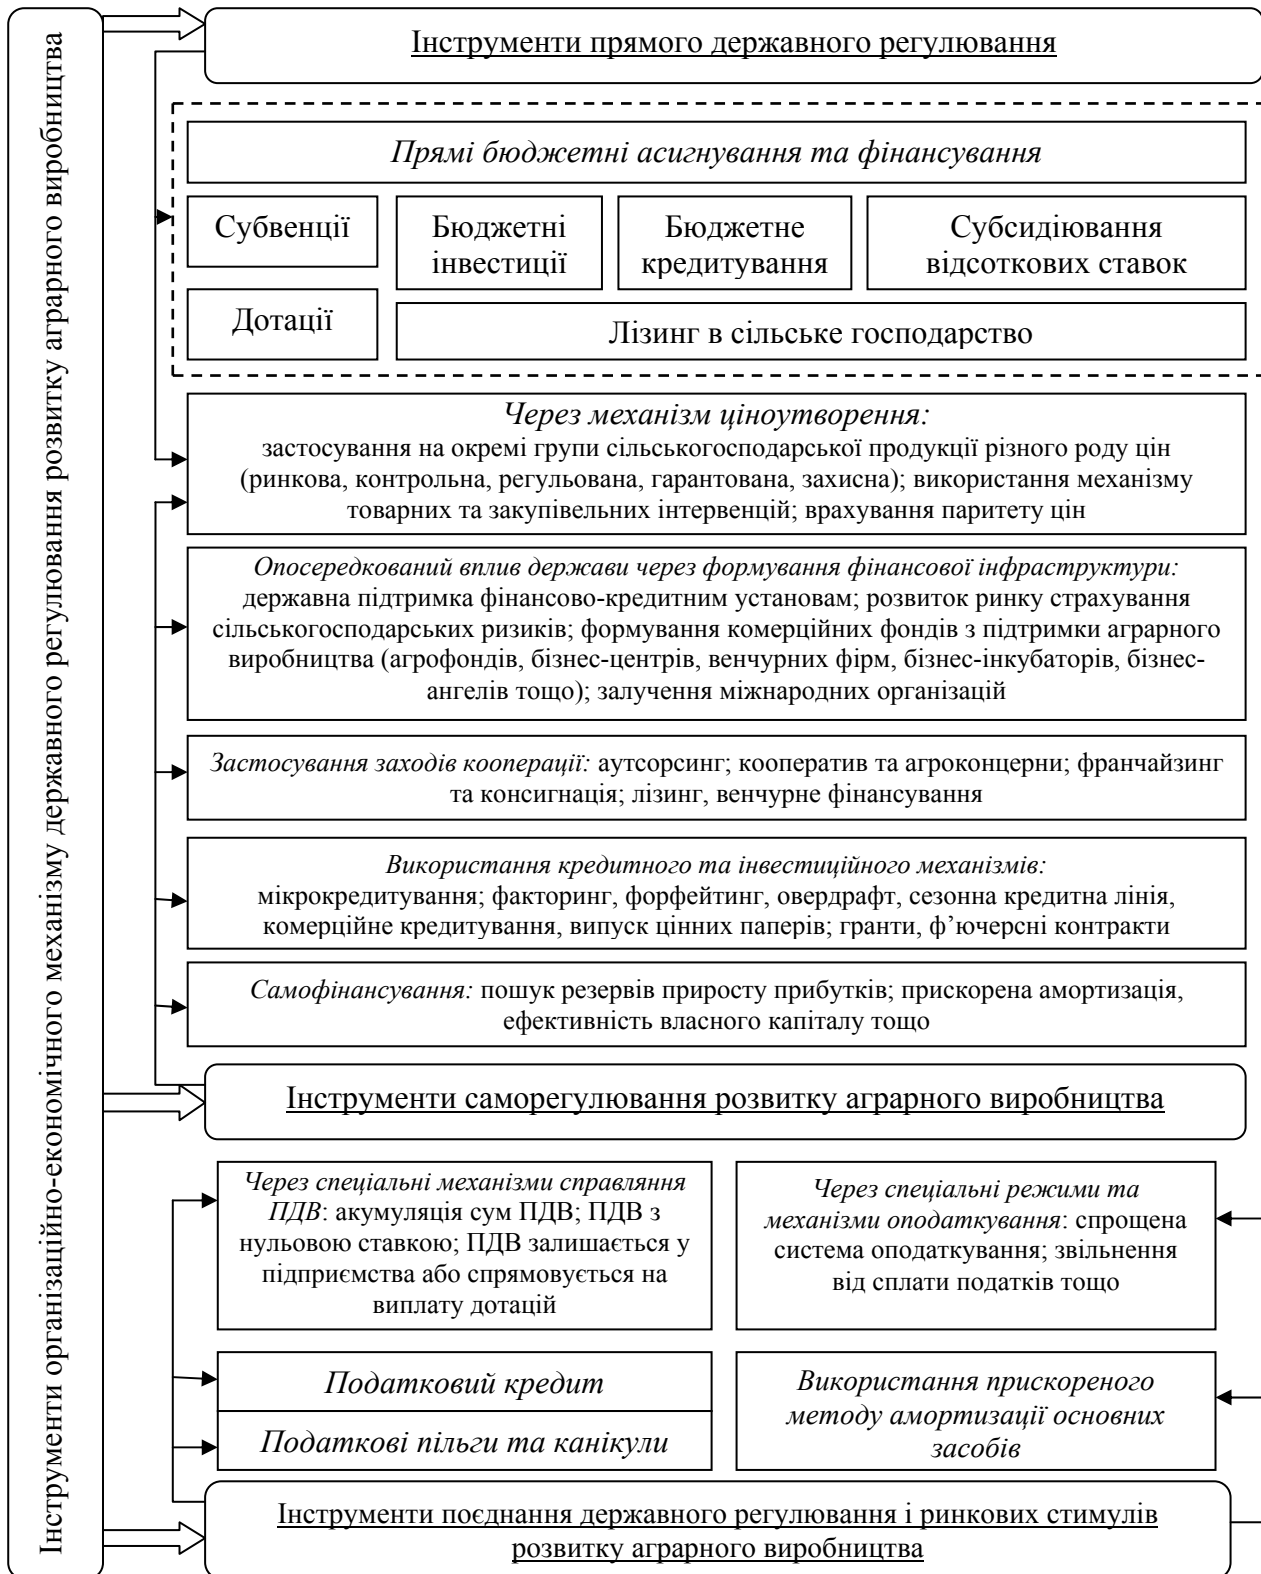 Інструменти організаційно-економічного механізму державного регулювання розвитку аграрного виробництва
Інструменти прямого державного регулювання
Прямі бюджетні асигнування та фінансування
Субвенції
Бюджетні
інвестиції
Бюджетне
кредитування
Субсидіювання
відсоткових ставок
Дотації
Лізинг в сільське господарство
Через механізм ціноутворення:
застосування на окремі групи сільськогосподарської продукції різного роду цін
(ринкова, контрольна, регульована, гарантована, захисна); використання механізму
товарних та закупівельних інтервенцій; врахування паритету цін
Опосередкований вплив держави через формування фінансової інфраструктури:
державна підтримка фінансово-кредитним установам; розвиток ринку страхування
сільськогосподарських ризиків; формування комерційних фондів з підтримки аграрного
виробництва (агрофондів, бізнес-центрів, венчурних фірм, бізнес-інкубаторів, бізнес-
ангелів тощо); залучення міжнародних організацій
Застосування заходів кооперації: аутсорсинг; кооператив та агроконцерни; франчайзинг
та консигнація; лізинг, венчурне фінансування
Використання кредитного та інвестиційного механізмів:
мікрокредитування; факторинг, форфейтинг, овердрафт, сезонна кредитна лінія,
комерційне кредитування, випуск цінних паперів; гранти, ф’ючерсні контракти
Самофінансування: пошук резервів приросту прибутків; прискорена амортизація,
ефективність власного капіталу тощо
Інструменти саморегулювання розвитку аграрного виробництва
Через спеціальні механізми справляння
ПДВ: акумуляція сум ПДВ; ПДВ з
нульовою ставкою; ПДВ залишається у
підприємства або спрямовується на
виплату дотацій
Через спеціальні режими та
механізми оподаткування: спрощена
система оподаткування; звільнення
від сплати податків тощо
Податковий кредит
Податкові пільги та канікули
Використання прискореного
методу амортизації основних
засобів
Інструменти поєднання державного регулювання і ринкових стимулів
розвитку аграрного виробництва